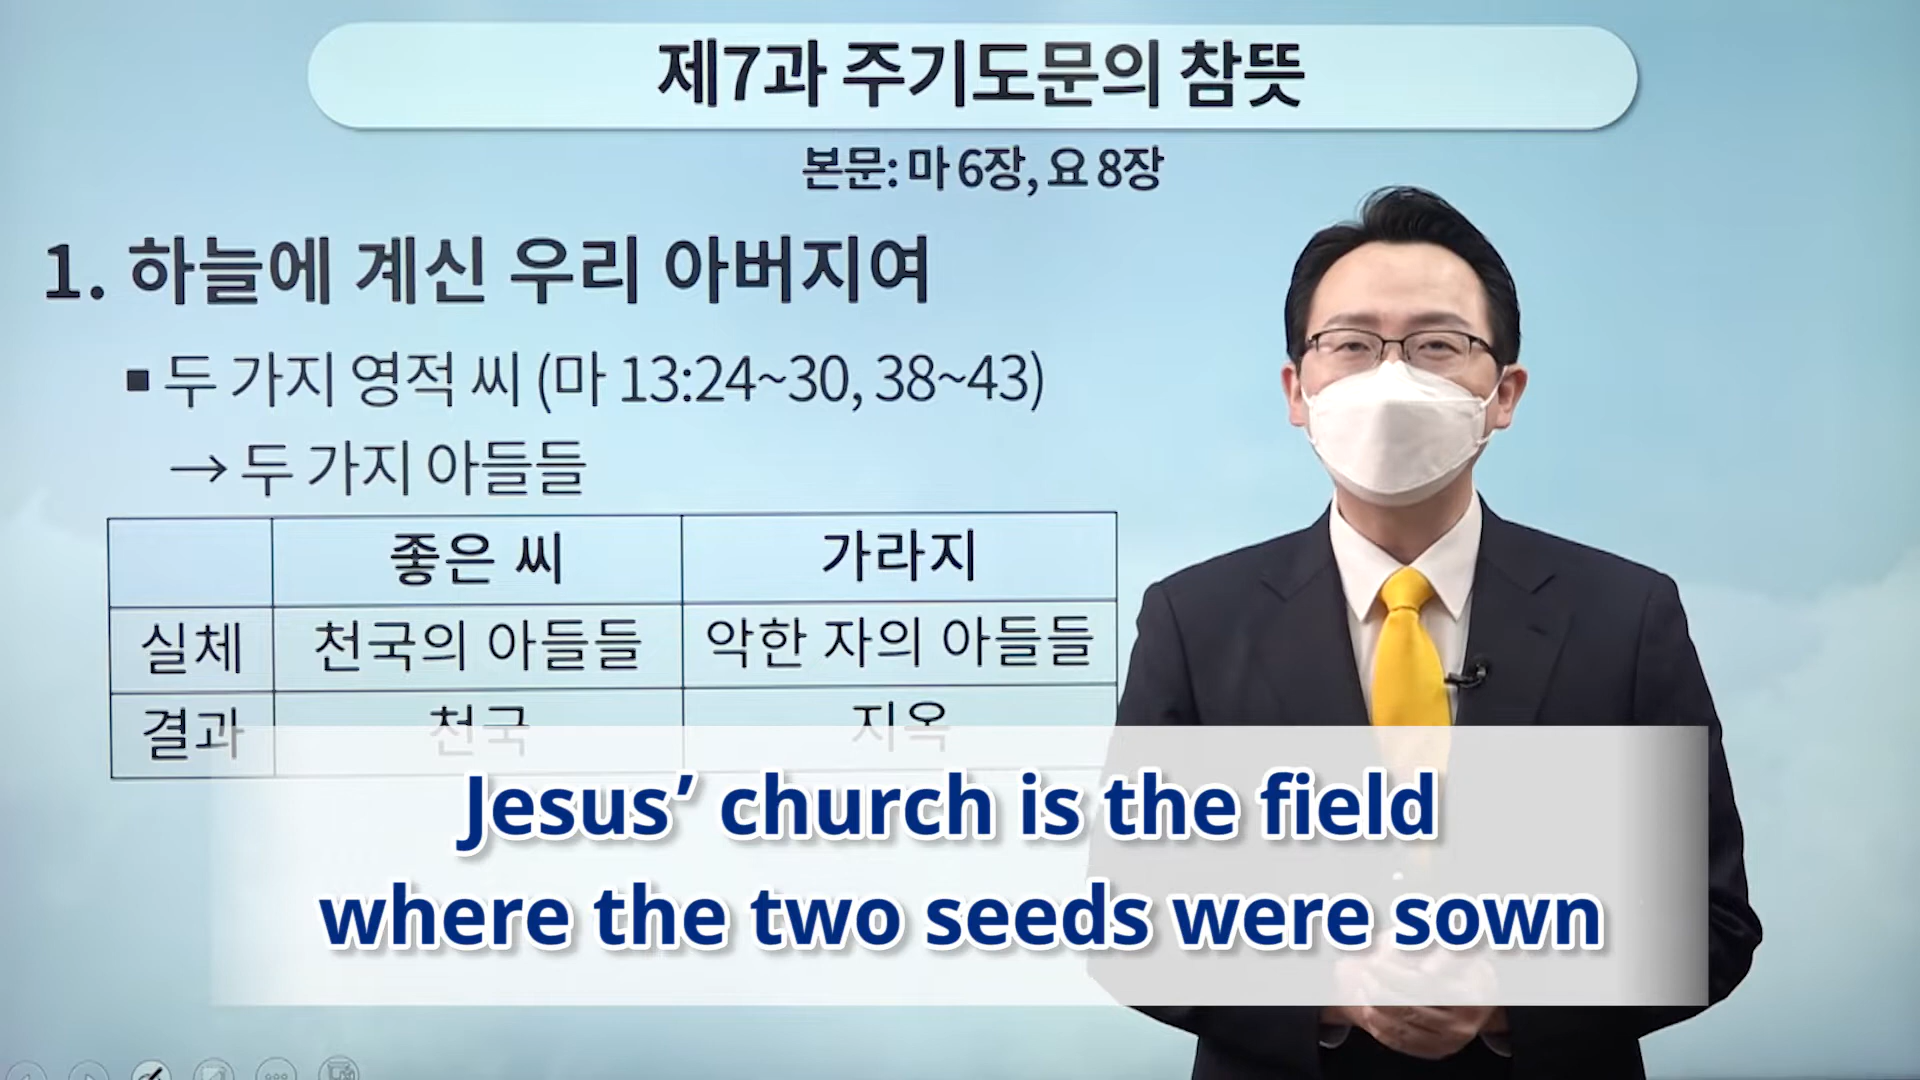 제7과 주기도문의 참뜻
본문: 마 6장, 요 8장
1. 하늘에 계신 우리 아버지여
▪ 두 가지 영적 씨 (마 13:24~30, 38~43)
→ 두 가지 아들들
좋은 씨 가라지
실체 천국의 아들들 악한 자의 아들들
결과 천국 지옥
Jesus’ church is the field
where the two seeds were sown